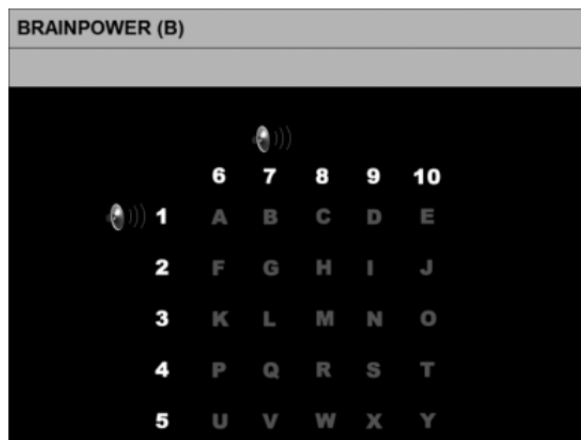 BRAINPOWER (B)
6 7 8 9 10
1 A B C D E
2 F G H I J
3 K L M N O
4 P Q R S T
5 U V W X Y